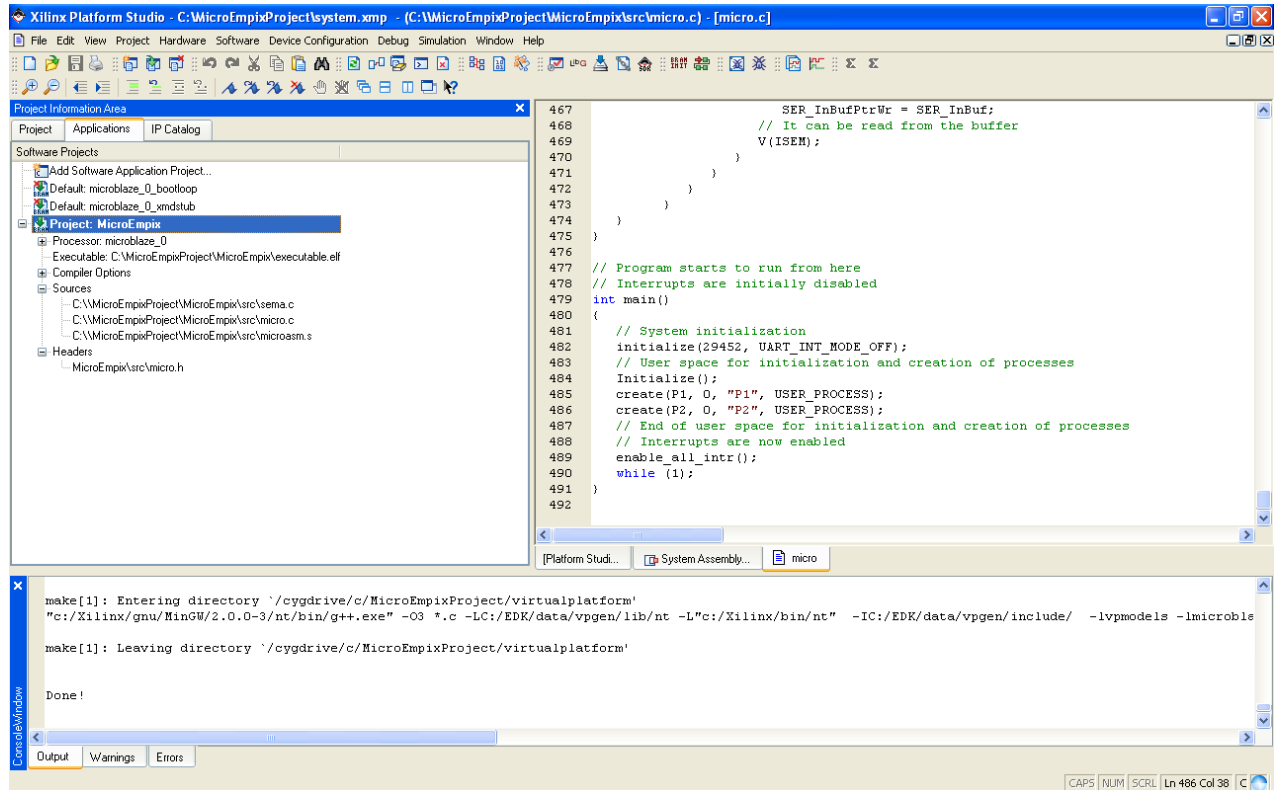 Xilinx Platform Studio - C:\MicroEmpixProject\system.xmp - (C:\\MicroEmpixProject\MicroEmpix\src\micro.c) - [micro.c]
File Edit View Project Hardware Software Device Configuration Debug Simulation Window Help
Project Information Area
Project Applications IP Catalog
Software Projects
Add Software Application Project...
Default: microblaze_0_bootloop
Default: microblaze_0_xmdstub
Project: MicroEmpix
Processor: microblaze_0
Executable: C:\MicroEmpixProject\MicroEmpix\executable.elf
Compiler Options
Sources
C:\\MicroEmpixProject\MicroEmpix\src\sema.c
C:\\MicroEmpixProject\MicroEmpix\src\micro.c
C:\\MicroEmpixProject\MicroEmpix\src\microasm.s
Headers
MicroEmpix\src\micro.h
467 SER_InBufPtrWr = SER_InBuf;
468 // It can be read from the buffer
469 V(ISEM);
470 }
471 }
472 }
473 }
474 }
475 }
476
477 // Program starts to run from here
478 // Interrupts are initially disabled
479 int main()
480 {
481 // System initialization
482 initialize(29452, UART_INT_MODE_OFF);
483 // User space for initialization and creation of processes
484 Initialize();
485 create(P1, 0, "P1", USER_PROCESS);
486 create(P2, 0, "P2", USER_PROCESS);
487 // End of user space for initialization and creation of processes
488 // Interrupts are now enabled
489 enable_all_intr();
490 while (1);
491 }
492
[Platform Studi... System Assembly... micro
make[1]: Entering directory `/cygdrive/c/MicroEmpixProject/virtualplatform'
"c:/Xilinx/gnu/MinGW/2.0.0-3/nt/bin/g++.exe" -O3 *.c -LC:/EDK/data/vpgen/lib/nt -L"c:/Xilinx/bin/nt" -IC:/EDK/data/vpgen/include/ -lvpmodels -lmicrobla
make[1]: Leaving directory `/cygdrive/c/MicroEmpixProject/virtualplatform'
Done!
ConsoleWindow
Output Warnings Errors
CAPS NUM SCRL Ln 486 Col 38 C